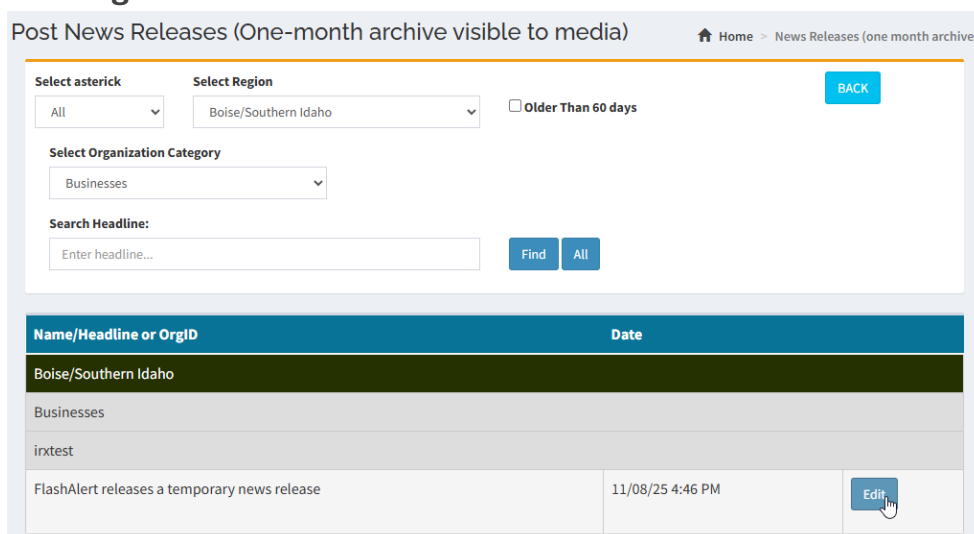 Post News Releases (One-month archive visible to media)
Home > News Releases (one month archive
Select asterick
Select Region
All
Boise/Southern Idaho
Older Than 60 days
BACK
Select Organization Category
Businesses
Search Headline:
Enter headline...
Find
All
Name/Headline or OrgID
Date
Boise/Southern Idaho
Businesses
irxtest
FlashAlert releases a temporary news release
11/08/25 4:46 PM
Edit